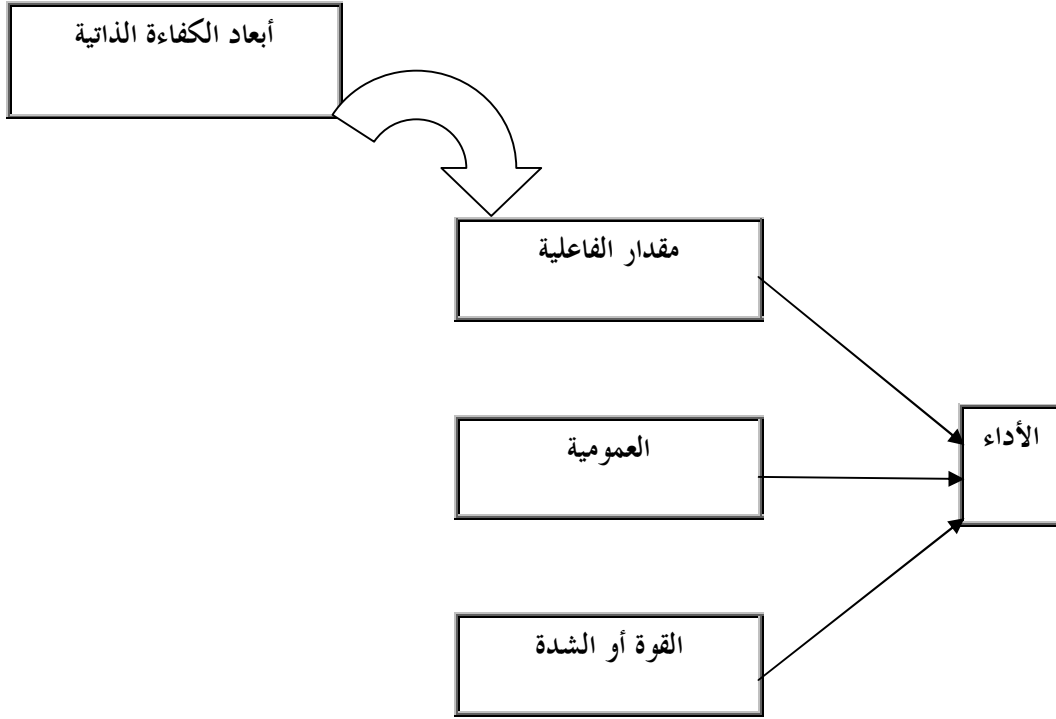 أبعاد الكفاءة الذاتية
مقدار الفاعلية
العمومية
الأداء
القوة أو الشدة